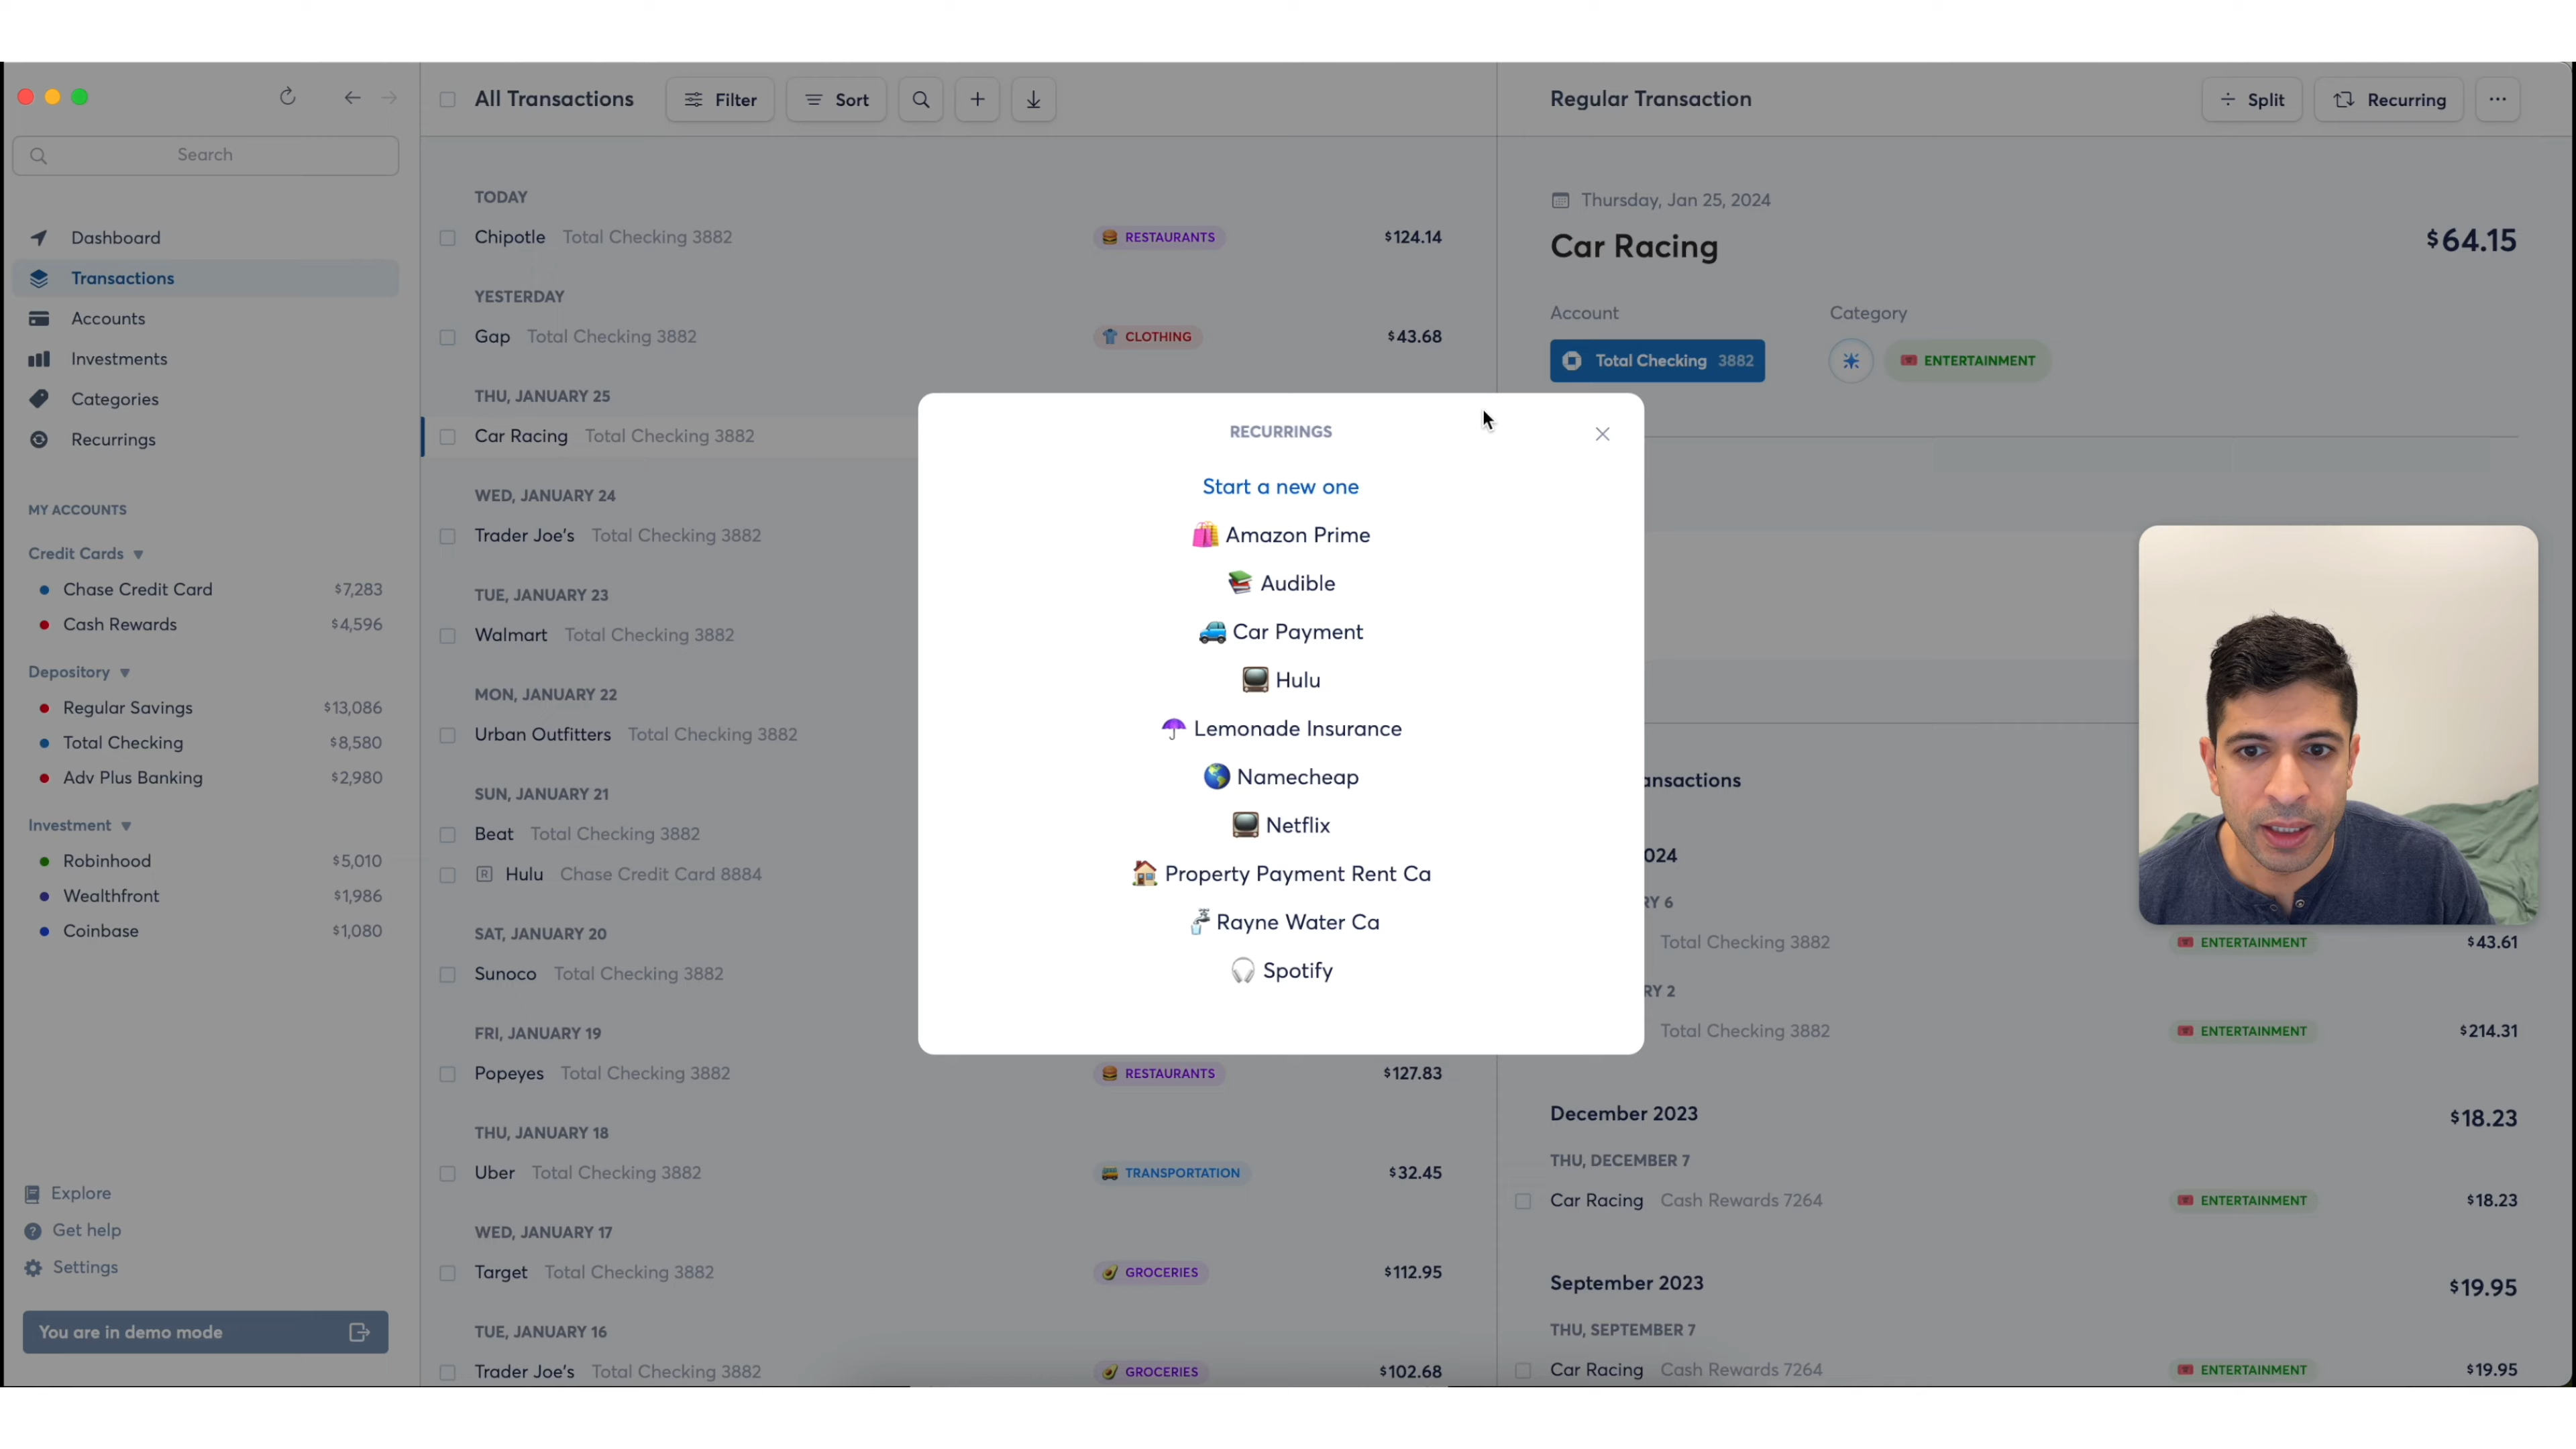 Search
Dashboard
Transactions
Accounts
Investments
Categories
Recurrings
MY ACCOUNTS
Credit Cards
Chase Credit Card $7,283
Cash Rewards $4,596
Depository
Regular Savings $13,086
Total Checking $8,580
Adv Plus Banking $2,980
Investment
Robinhood $5,010
Wealthfront $1,986
Coinbase $1,080
Explore
Get help
Settings
You are in demo mode
All Transactions Filter Sort
TODAY
Chipotle Total Checking 3882 RESTAURANTS $124.14
YESTERDAY
Gap Total Checking 3882 CLOTHING $43.68
THU, JANUARY 25
Car Racing Total Checking 3882
WED, JANUARY 24
Trader Joe's Total Checking 3882
TUE, JANUARY 23
Walmart Total Checking 3882
MON, JANUARY 22
Urban Outfitters Total Checking 3882
SUN, JANUARY 21
Beat Total Checking 3882
R Hulu Chase Credit Card 8884
SAT, JANUARY 20
Sunoco Total Checking 3882
FRI, JANUARY 19
Popeyes Total Checking 3882 RESTAURANTS $127.83
THU, JANUARY 18
Uber Total Checking 3882 TRANSPORTATION $32.45
WED, JANUARY 17
Target Total Checking 3882 GROCERIES $112.95
TUE, JANUARY 16
Trader Joe's Total Checking 3882 GROCERIES $102.68
RECURRINGS
Start a new one
Amazon Prime
Audible
Car Payment
Hulu
Lemonade Insurance
Namecheap
Netflix
Property Payment Rent Ca
Rayne Water Ca
Spotify
Regular Transaction Split Recurring
Thursday, Jan 25, 2024
Car Racing $64.15
Account Category
Total Checking 3882 ENTERTAINMENT
ansactions
024
RY 6
Total Checking 3882 ENTERTAINMENT $43.61
RY 2
Total Checking 3882 ENTERTAINMENT $214.31
December 2023 $18.23
THU, DECEMBER 7
Car Racing Cash Rewards 7264 ENTERTAINMENT $18.23
September 2023 $19.95
THU, SEPTEMBER 7
Car Racing Cash Rewards 7264 ENTERTAINMENT $19.95